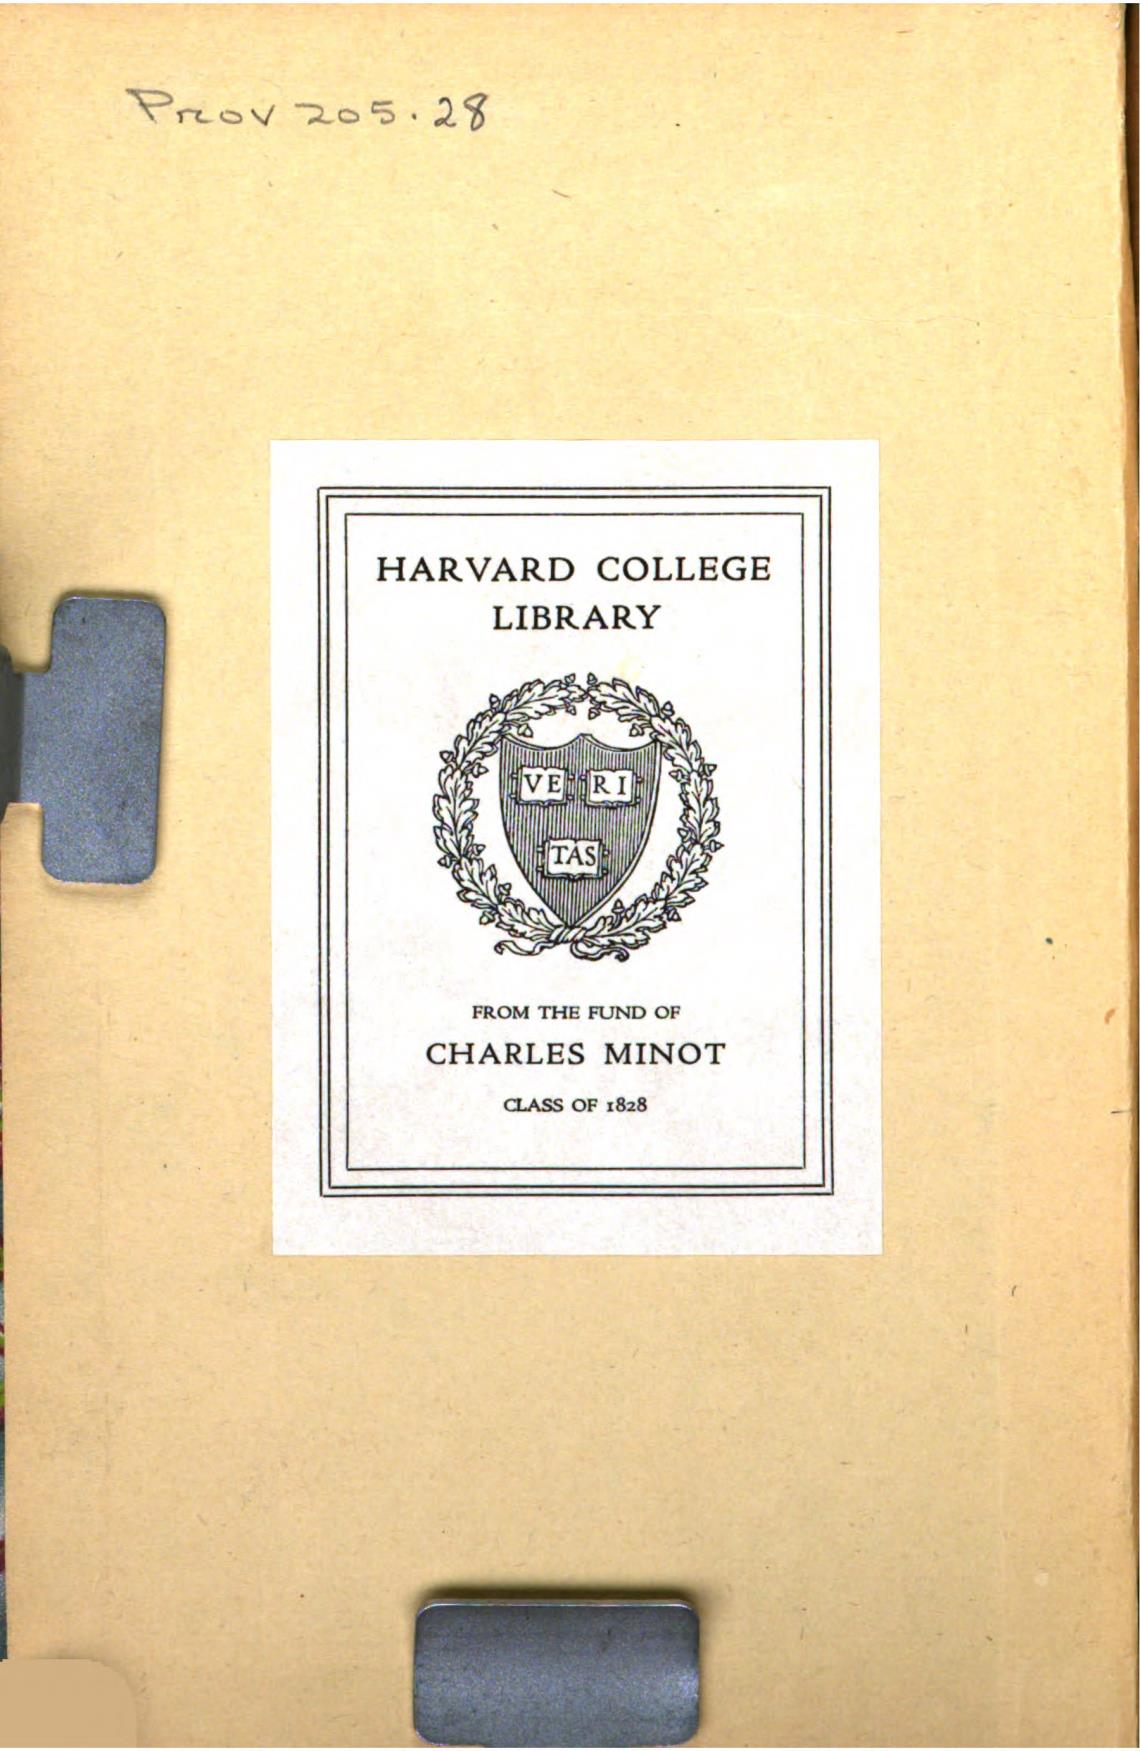 Prov 205.28
HARVARD COLLEGE
LIBRARY
VE RI
TAS
FROM THE FUND OF
CHARLES MINOT
CLASS OF 1828